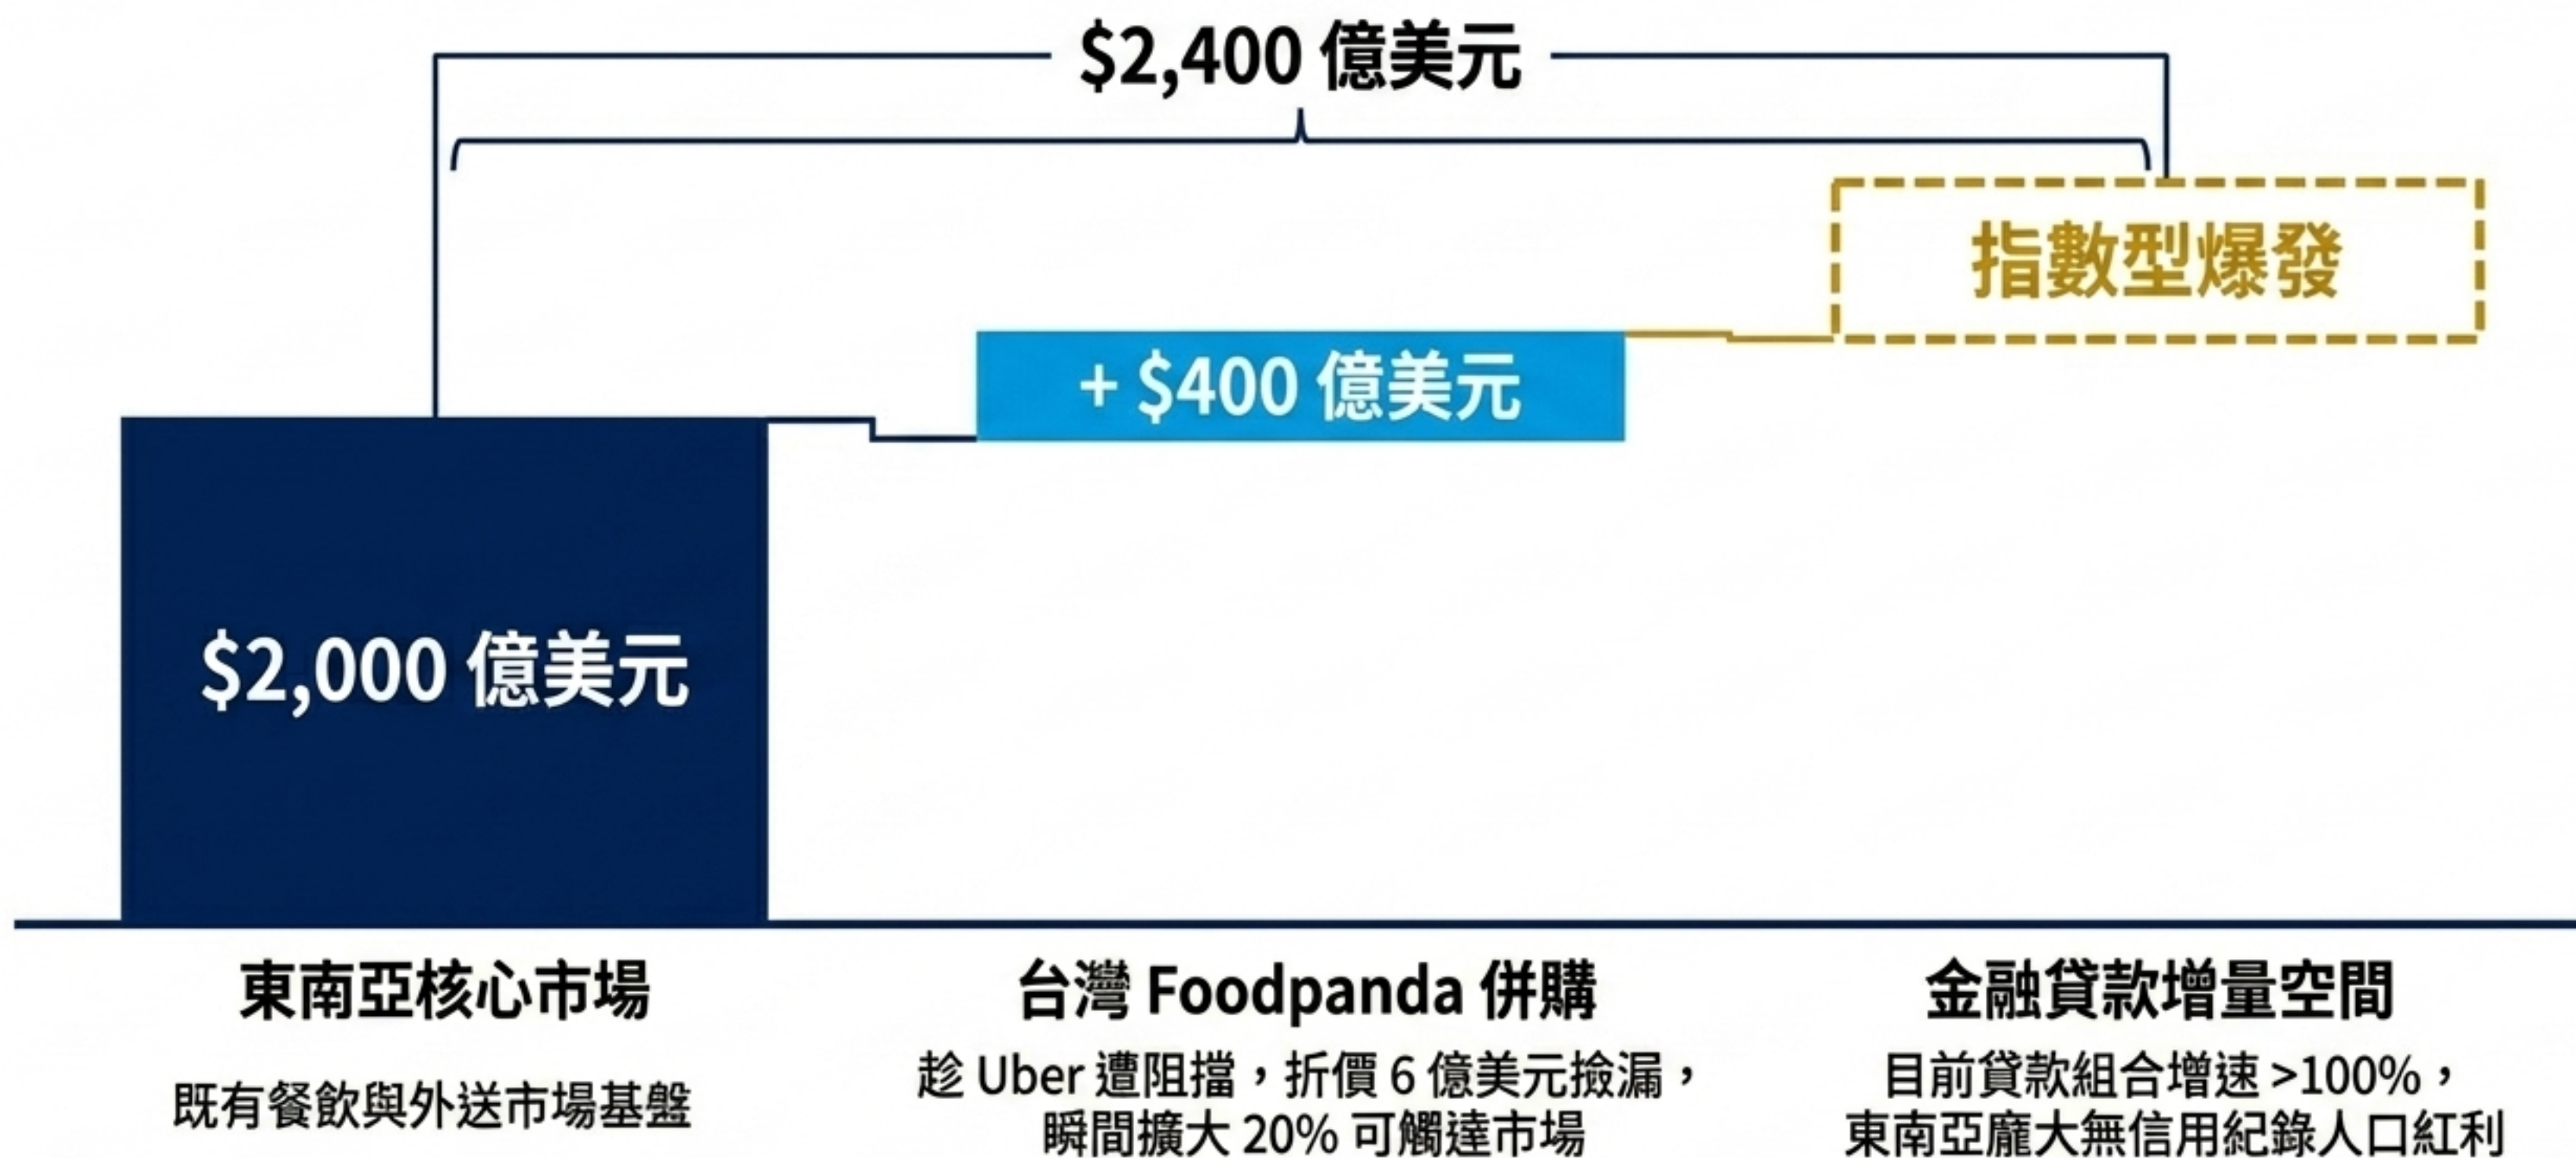 $2,400 億美元
指數型爆發
+ $400 億美元
$2,000 億美元
東南亞核心市場
既有餐飲與外送市場基盤
台灣 Foodpanda 併購
趁 Uber 遭阻擋，折價 6 億美元撿漏，
瞬間擴大 20% 可觸達市場
金融貸款增量空間
目前貸款組合增速 >100%，
東南亞龐大無信用紀錄人口紅利